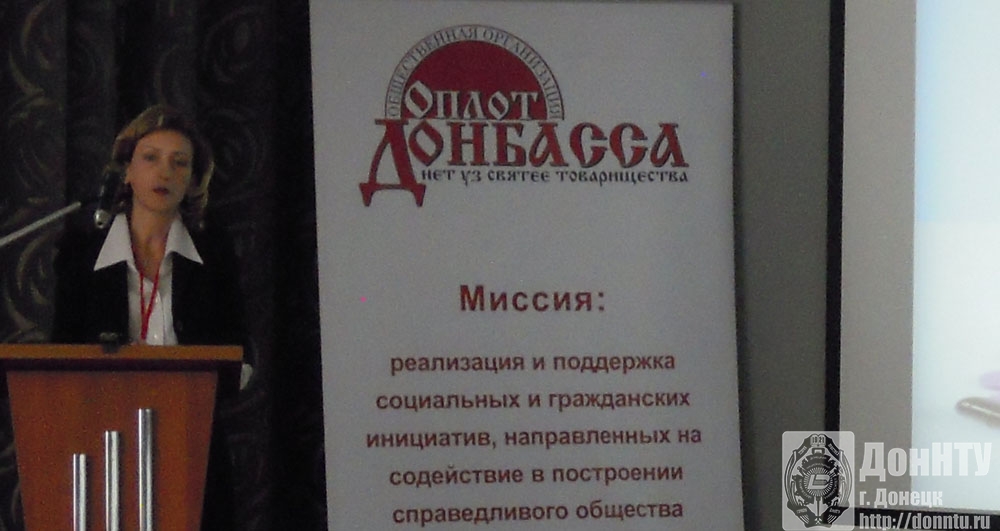 ОБЩЕСТВЕННАЯ ОРГАНИЗАЦИЯ
Оплот
Донбасса
нет уз святее товарищества
Миссия:
реализация и поддержка
социальных и гражданских
инициатив, направленных на
содействие в построении
справедливого общества
ДонНТУ
г. Донецк
http://donntu.ru
1921